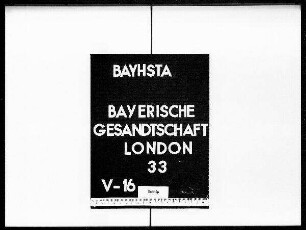 BAYHSTA
BAYERISCHE
GESANDTSCHAFT
LONDON
33
V-16